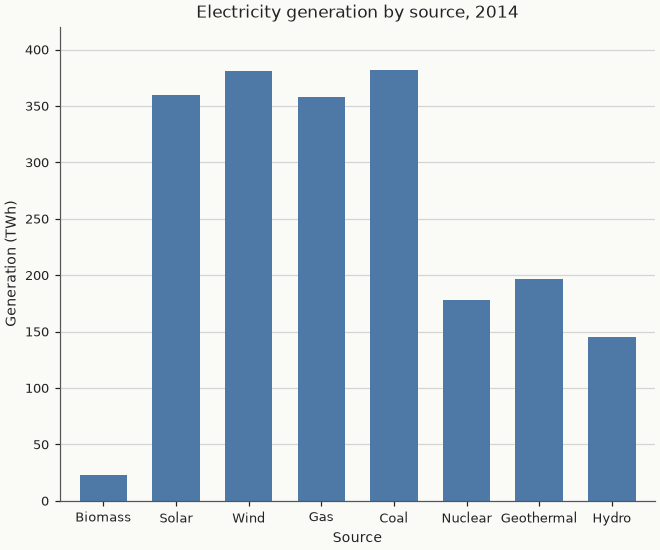 Electricity generation by source, 2014
Generation (TWh)
400
350
300
250
200
150
100
50
0
Biomass Solar Wind Gas Coal Nuclear Geothermal Hydro
Source